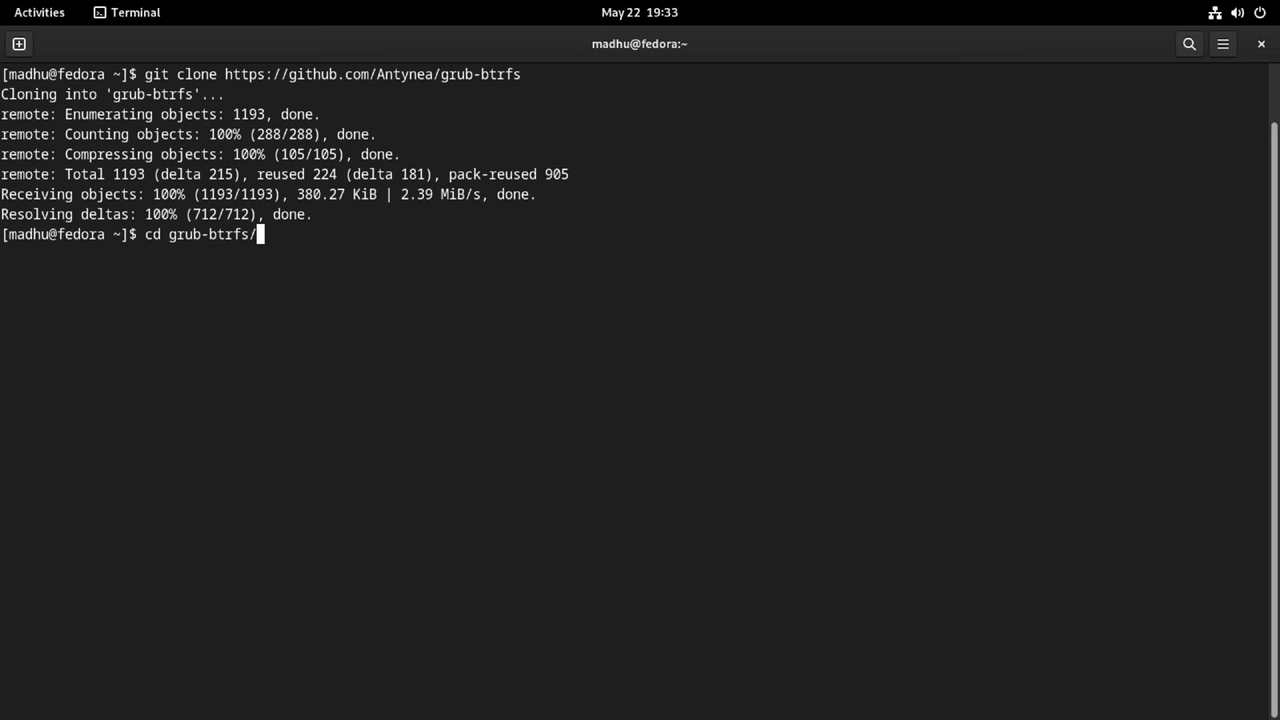 Activities Terminal May 22 19:33
madhu@fedora:~
[madhu@fedora ~]$ git clone https://github.com/Antynea/grub-btrfs
Cloning into 'grub-btrfs'...
remote: Enumerating objects: 1193, done.
remote: Counting objects: 100% (288/288), done.
remote: Compressing objects: 100% (105/105), done.
remote: Total 1193 (delta 215), reused 224 (delta 181), pack-reused 905
Receiving objects: 100% (1193/1193), 380.27 KiB | 2.39 MiB/s, done.
Resolving deltas: 100% (712/712), done.
[madhu@fedora ~]$ cd grub-btrfs/